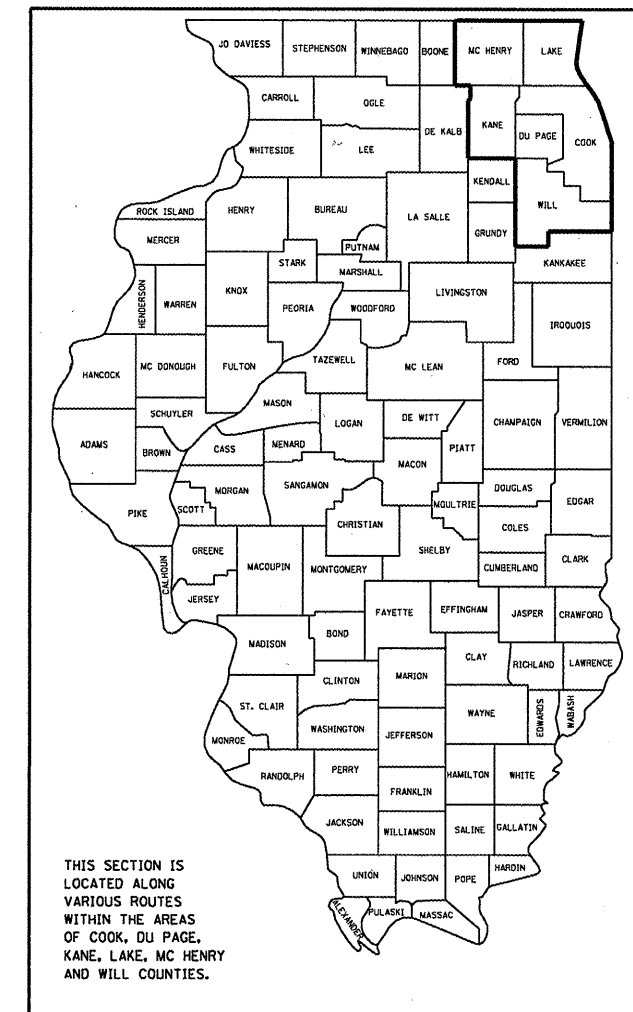 JO DAVIESS
STEPHENSON
WINNEBAGO
BOONE
MC HENRY
LAKE
CARROLL
OGLE
DE KALB
KANE
DU PAGE
COOK
WHITESIDE
LEE
KENDALL
WILL
ROCK ISLAND
HENRY
BUREAU
LA SALLE
GRUNDY
MERCER
PUTNAM
KANKAKEE
STARK
MARSHALL
HENDERSON
WARREN
KNOX
PEORIA
WOODFORD
LIVINGSTON
IROQUOIS
HANCOCK
MC DONOUGH
FULTON
TAZEWELL
MC LEAN
FORD
SCHUYLER
MASON
LOGAN
DE WITT
CHAMPAIGN
VERMILION
ADAMS
BROWN
CASS
MENARD
MACON
PIATT
PIKE
SCOTT
MORGAN
SANGAMON
CHRISTIAN
MOULTRIE
DOUGLAS
EDGAR
COLES
CALHOUN
GREENE
MACOUPIN
MONTGOMERY
SHELBY
CUMBERLAND
CLARK
JERSEY
FAYETTE
EFFINGHAM
JASPER
CRAWFORD
MADISON
BOND
CLAY
RICHLAND
LAWRENCE
CLINTON
MARION
ST. CLAIR
WAYNE
EDWARDS
WABASH
MONROE
WASHINGTON
JEFFERSON
RANDOLPH
PERRY
HAMILTON
WHITE
FRANKLIN
JACKSON
WILLIAMSON
SALINE
GALLATIN
UNION
JOHNSON
POPE
HARDIN
ALEXANDER
PULASKI
MASSAC
THIS SECTION IS
LOCATED ALONG
VARIOUS ROUTES
WITHIN THE AREAS
OF COOK, DU PAGE,
KANE, LAKE, MC HENRY
AND WILL COUNTIES.